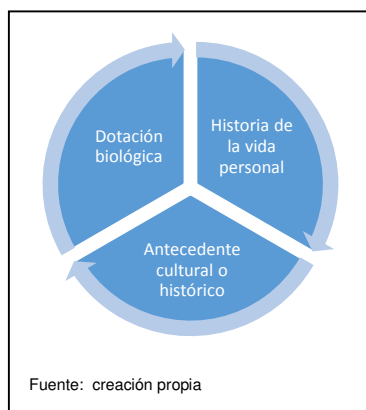 Dotación
biológica
Historia de
la vida
personal
Antecedente
cultural o
histórico
Fuente:  creación propia